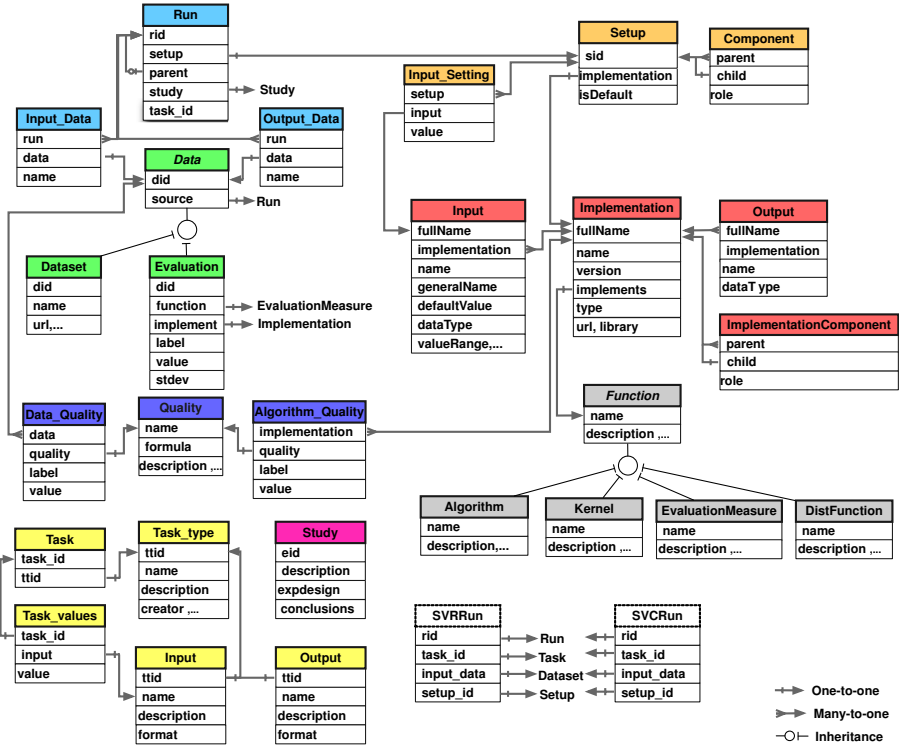 Run
rid
setup
parent
study
task_id
Study
Setup
sid
implementation
isDefault
Component
parent
child
role
Input_Setting
setup
input
value
Input_Data
run
data
name
Output_Data
run
data
name
Data
did
source
Run
Dataset
did
name
url,...
Evaluation
did
function
implement
label
value
stdev
EvaluationMeasure
Implementation
Input
fullName
implementation
name
generalName
defaultValue
dataType
valueRange,...
Implementation
fullName
name
version
implements
type
url, library
Output
fullName
implementation
name
dataT ype
ImplementationComponent
parent
child
role
Function
name
description ,...
Data_Quality
data
quality
label
value
Quality
name
formula
description ,...
Algorithm_Quality
implementation
quality
label
value
Algorithm
name
description,...
Kernel
name
description ,...
EvaluationMeasure
name
description ,...
DistFunction
name
description ,...
Task
task_id
ttid
Task_type
ttid
name
description
creator ,...
Study
eid
description
expdesign
conclusions
Task_values
task_id
input
value
Input
ttid
name
description
format
Output
ttid
name
description
format
SVRRun
rid
task_id
input_data
setup_id
Run
Task
Dataset
Setup
SVCRun
rid
task_id
input_data
setup_id
One-to-one
Many-to-one
Inheritance